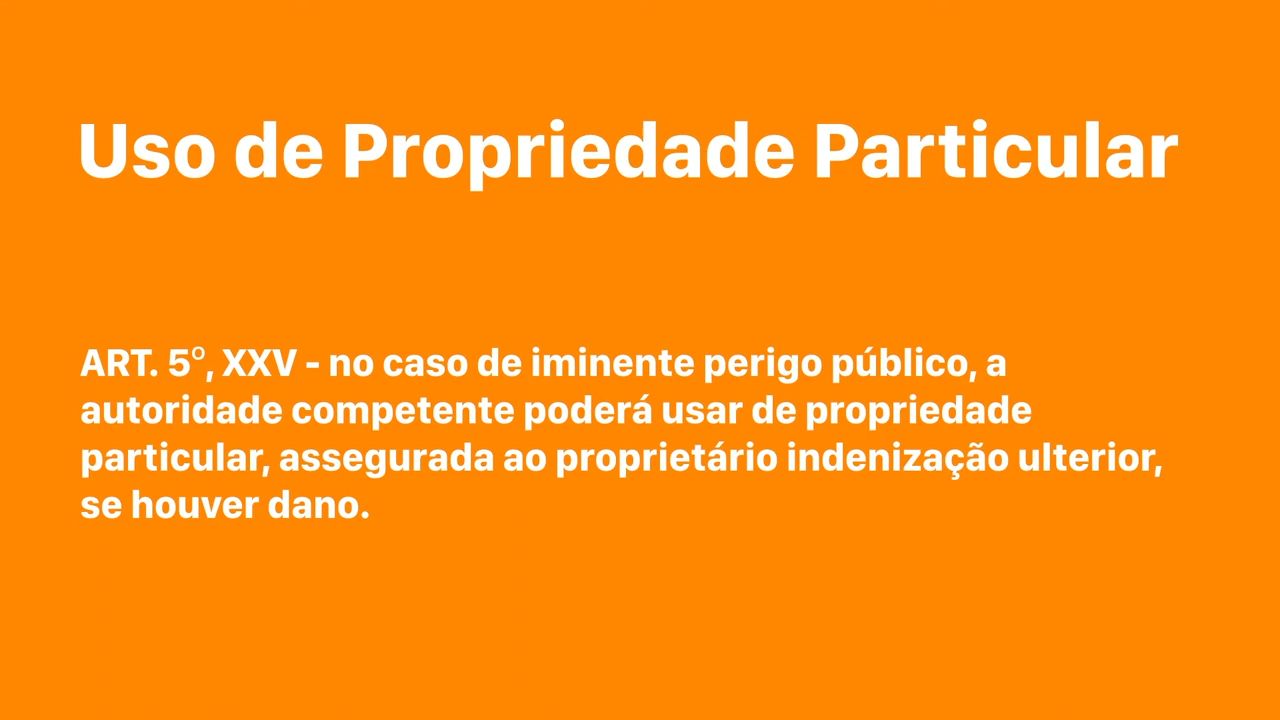 Uso de Propriedade Particular
ART. 5º, XXV - no caso de iminente perigo público, a
autoridade competente poderá usar de propriedade
particular, assegurada ao proprietário indenização ulterior,
se houver dano.